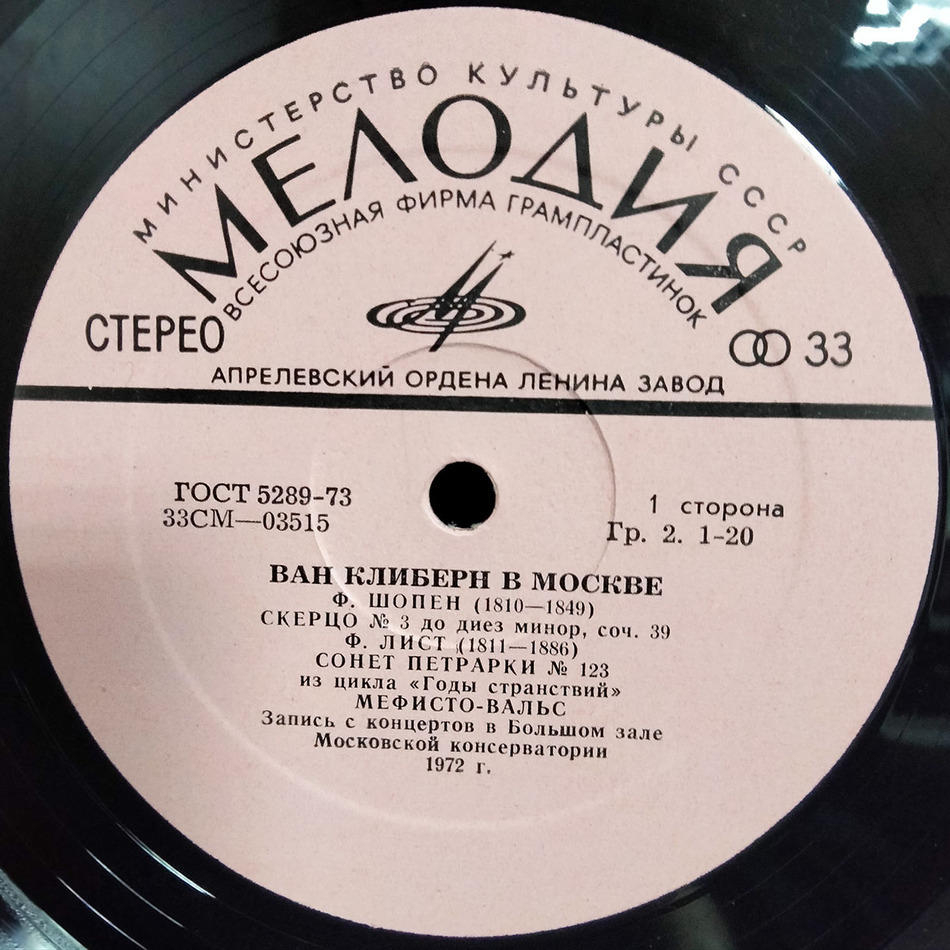 МИНИСТЕРСТВО КУЛЬТУРЫ СССР
МЕЛОДИЯ
ВСЕСОЮЗНАЯ ФИРМА ГРАМПЛАСТИНОК
СТЕРЕО
33
АПРЕЛЕВСКИЙ ОРДЕНА ЛЕНИНА ЗАВОД
ГОСТ 5289-73
33СМ—03515
1 сторона
Гр. 2. 1-20
ВАН КЛИБЕРН В МОСКВЕ
Ф. ШОПЕН (1810—1849)
СКЕРЦО № 3 до диез минор, соч. 39
Ф. ЛИСТ (1811—1886)
СОНЕТ ПЕТРАРКИ № 123
из цикла «Годы странствий»
МЕФИСТО-ВАЛЬС
Запись с концертов в Большом зале
Московской консерватории
1972 г.